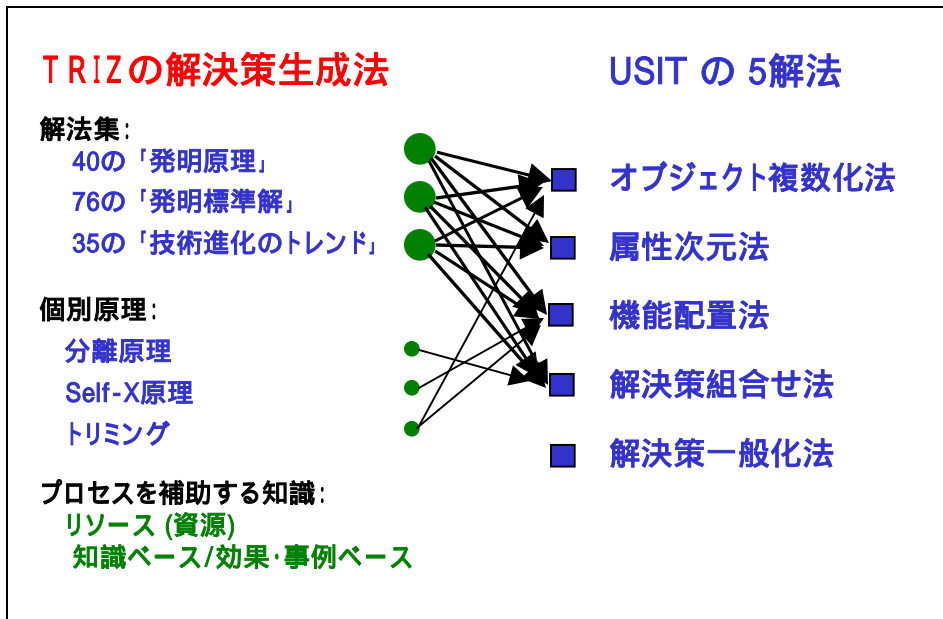 TRIZの解決策生成法
解法集:
40の「発明原理」
76の「発明標準解」
35の「技術進化のトレンド」
個別原理:
分離原理
Self-X原理
トリミング
プロセスを補助する知識:
リソース (資源)
知識ベース/効果・事例ベース
USIT の 5解法
オブジェクト複数化法
属性次元法
機能配置法
解決策組合せ法
解決策一般化法